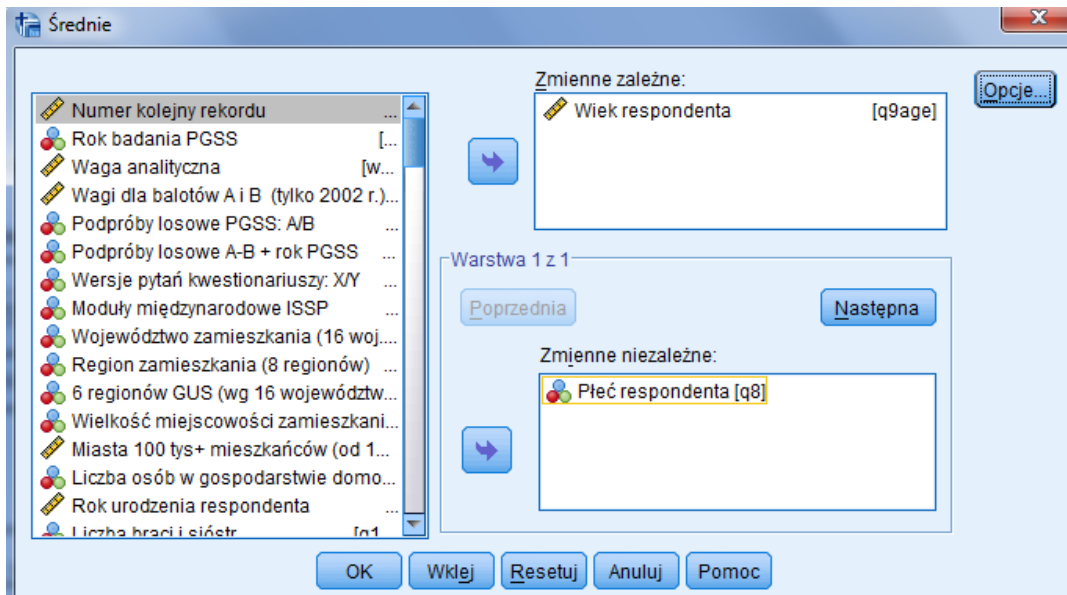 Średnie
Numer kolejny rekordu ...
Rok badania PGSS [...
Waga analityczna [w...
Wagi dla balotów A i B (tylko 2002 r.)...
Podpróby losowe PGSS: A/B ...
Podpróby losowe A-B + rok PGSS ...
Wersje pytań kwestionariuszy: X/Y ...
Moduły międzynarodowe ISSP ...
Województwo zamieszkania (16 woj....
Region zamieszkania (8 regionów) ...
6 regionów GUS (wg 16 województw...
Wielkość miejscowości zamieszkani...
Miasta 100 tys+ mieszkańców (od 1...
Liczba osób w gospodarstwie domo...
Rok urodzenia respondenta ...
Liczba braci i sióstr [q1...
Zmienne zależne:
Wiek respondenta [q9age]
Opcje...
Warstwa 1 z 1
Poprzednia
Następna
Zmienne niezależne:
Płeć respondenta [q8]
OK Wklej Resetuj Anuluj Pomoc